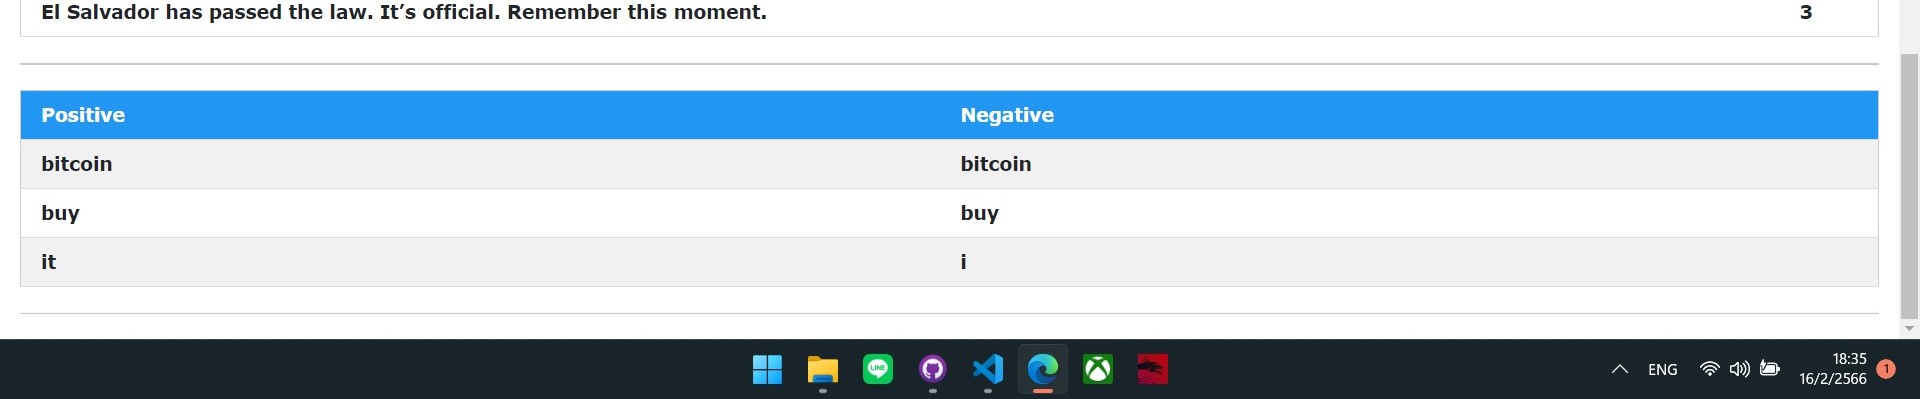 El Salvador has passed the law. It’s official. Remember this moment. 3
Positive Negative
bitcoin bitcoin
buy buy
it i
LINE
ENG
18:35
16/2/2566
1